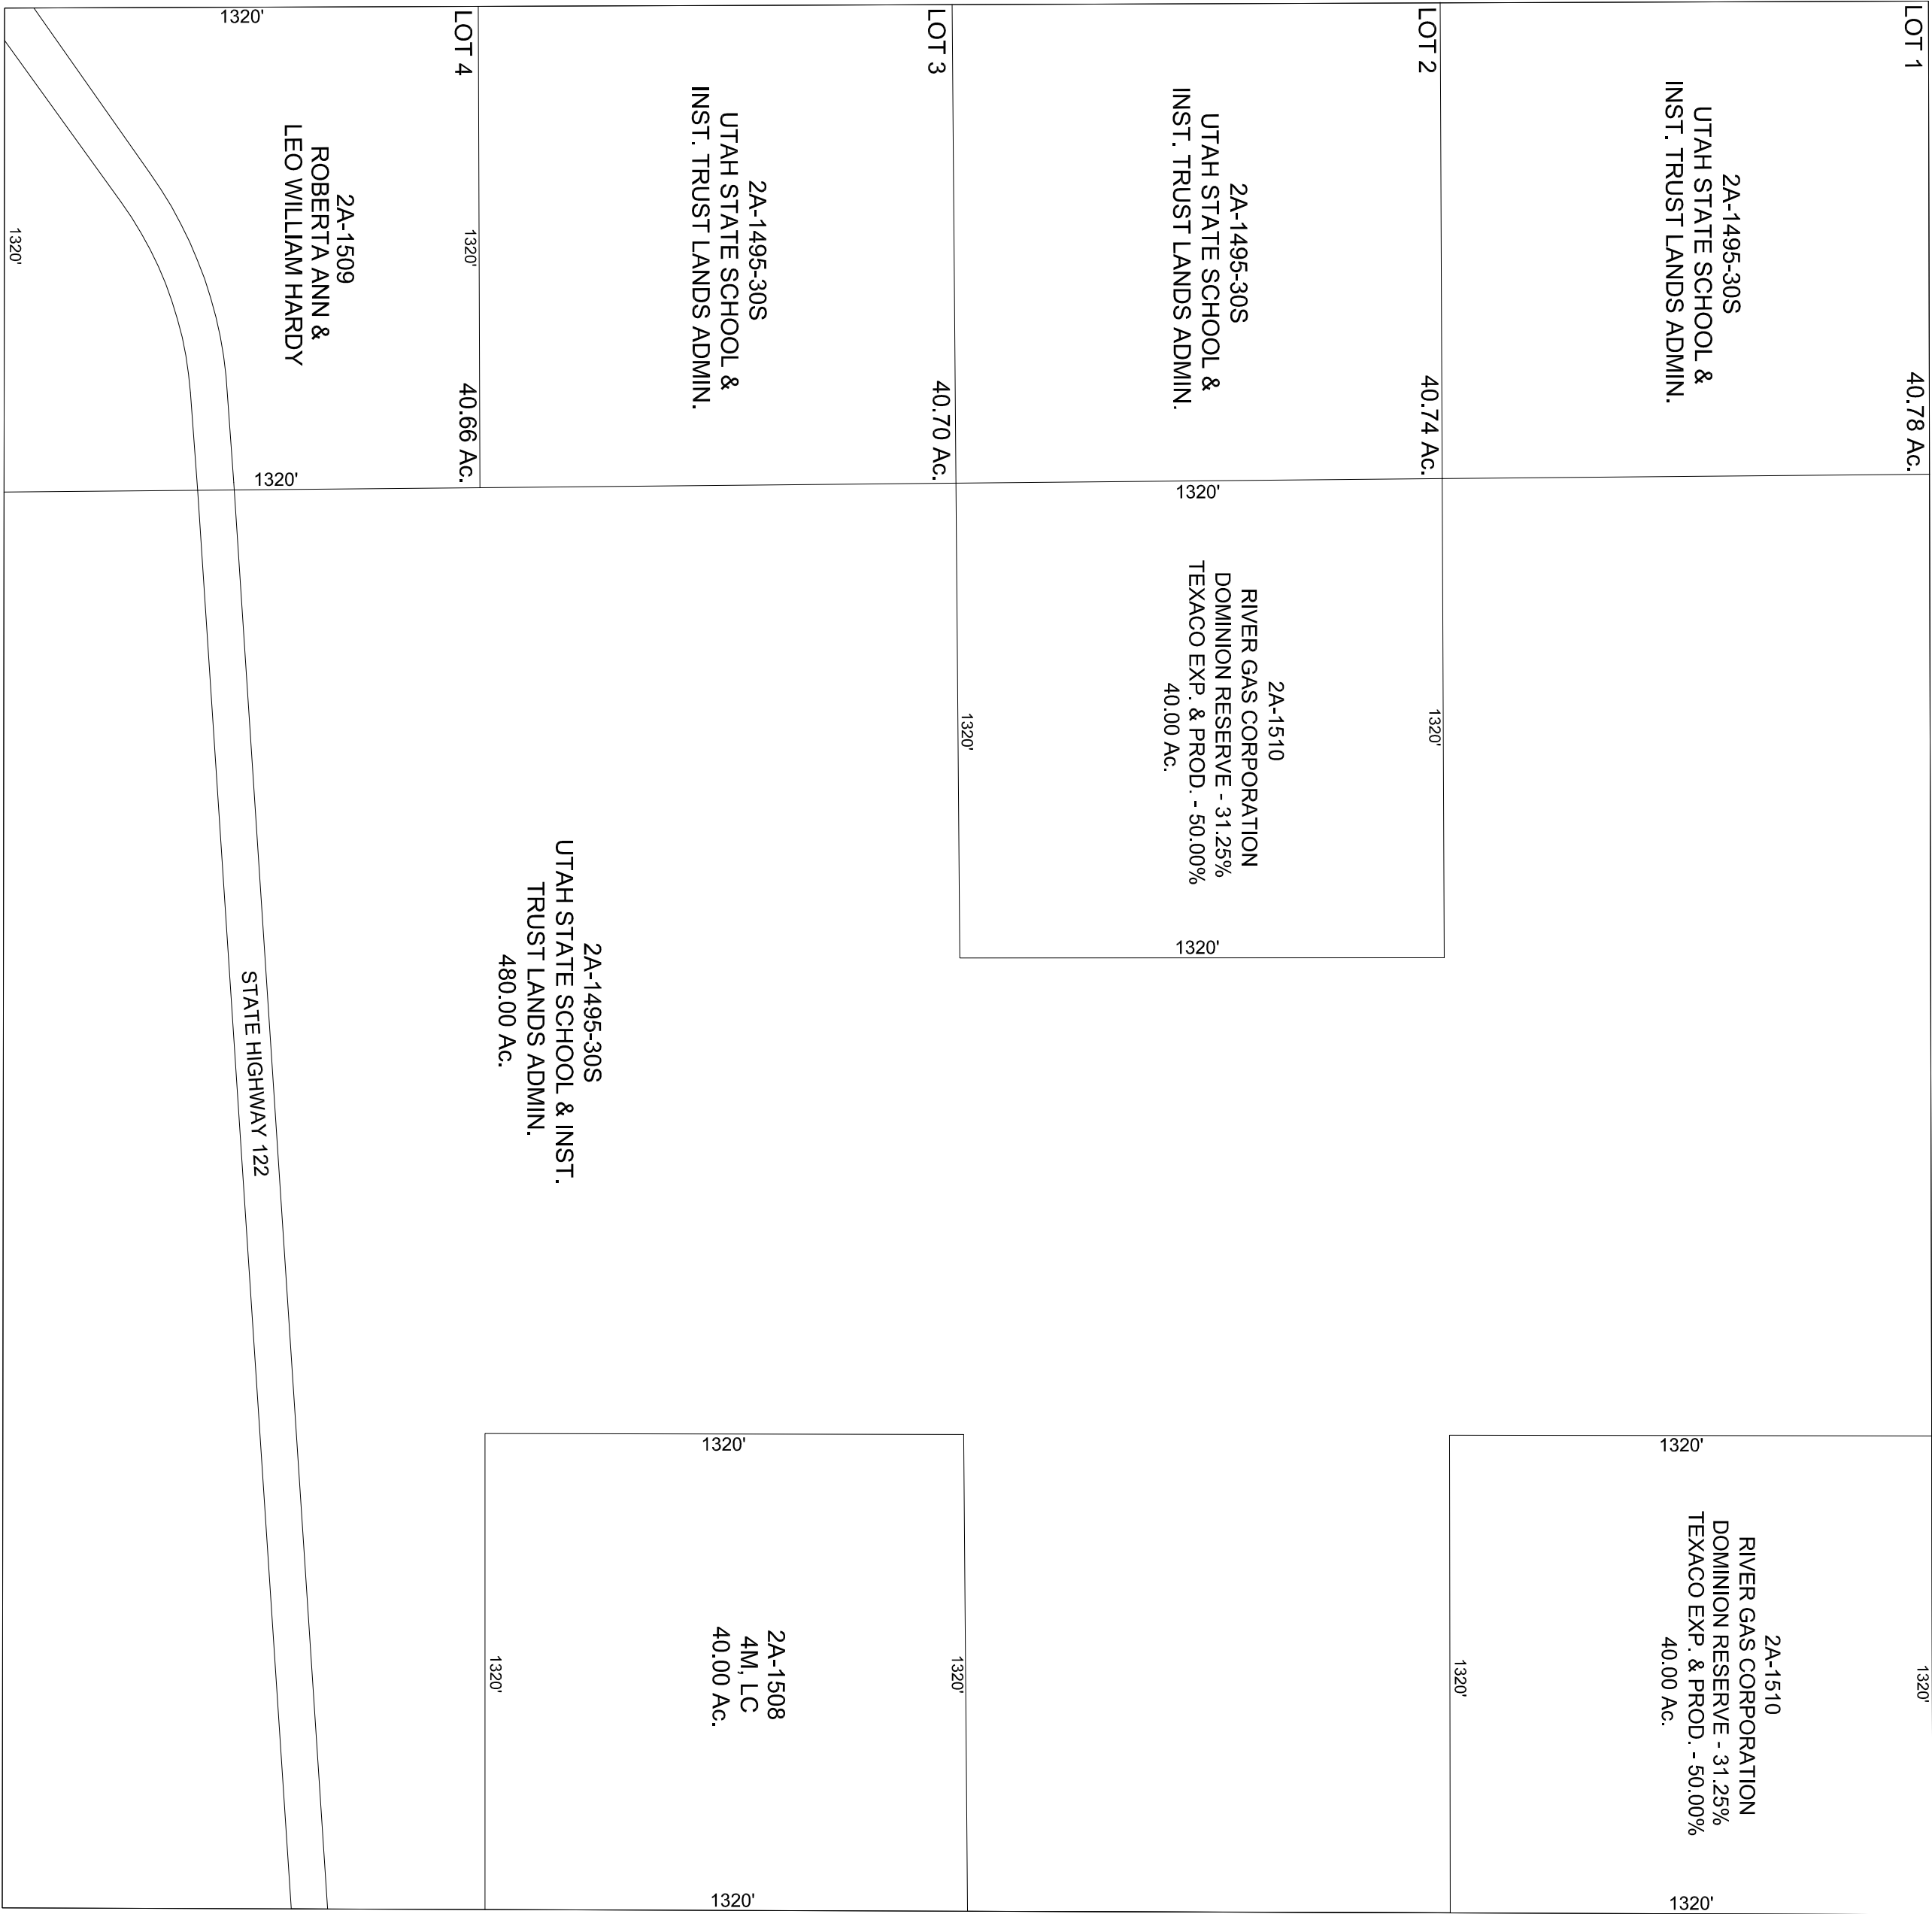 LOT 1
40.78 Ac.
2A-1495-30S
UTAH STATE SCHOOL &
INST. TRUST LANDS ADMIN.
1320'
2A-1510
RIVER GAS CORPORATION
DOMINION RESERVE - 31.25%
TEXACO EXP. & PROD. - 50.00%
40.00 Ac.
1320'
1320'
1320'
LOT 2
40.74 Ac.
2A-1495-30S
UTAH STATE SCHOOL &
INST. TRUST LANDS ADMIN.
1320'
1320'
2A-1510
RIVER GAS CORPORATION
DOMINION RESERVE - 31.25%
TEXACO EXP. & PROD. - 50.00%
40.00 Ac.
1320'
1320'
LOT 3
40.70 Ac.
2A-1495-30S
UTAH STATE SCHOOL &
INST. TRUST LANDS ADMIN.
1320'
1320'
2A-1508
4M, LC
40.00 Ac.
1320'
1320'
2A-1495-30S
UTAH STATE SCHOOL & INST.
TRUST LANDS ADMIN.
480.00 Ac.
LOT 4
1320'
40.66 Ac.
2A-1509
ROBERTA ANN &
LEO WILLIAM HARDY
1320'
1320'
1320'
STATE HIGHWAY 122